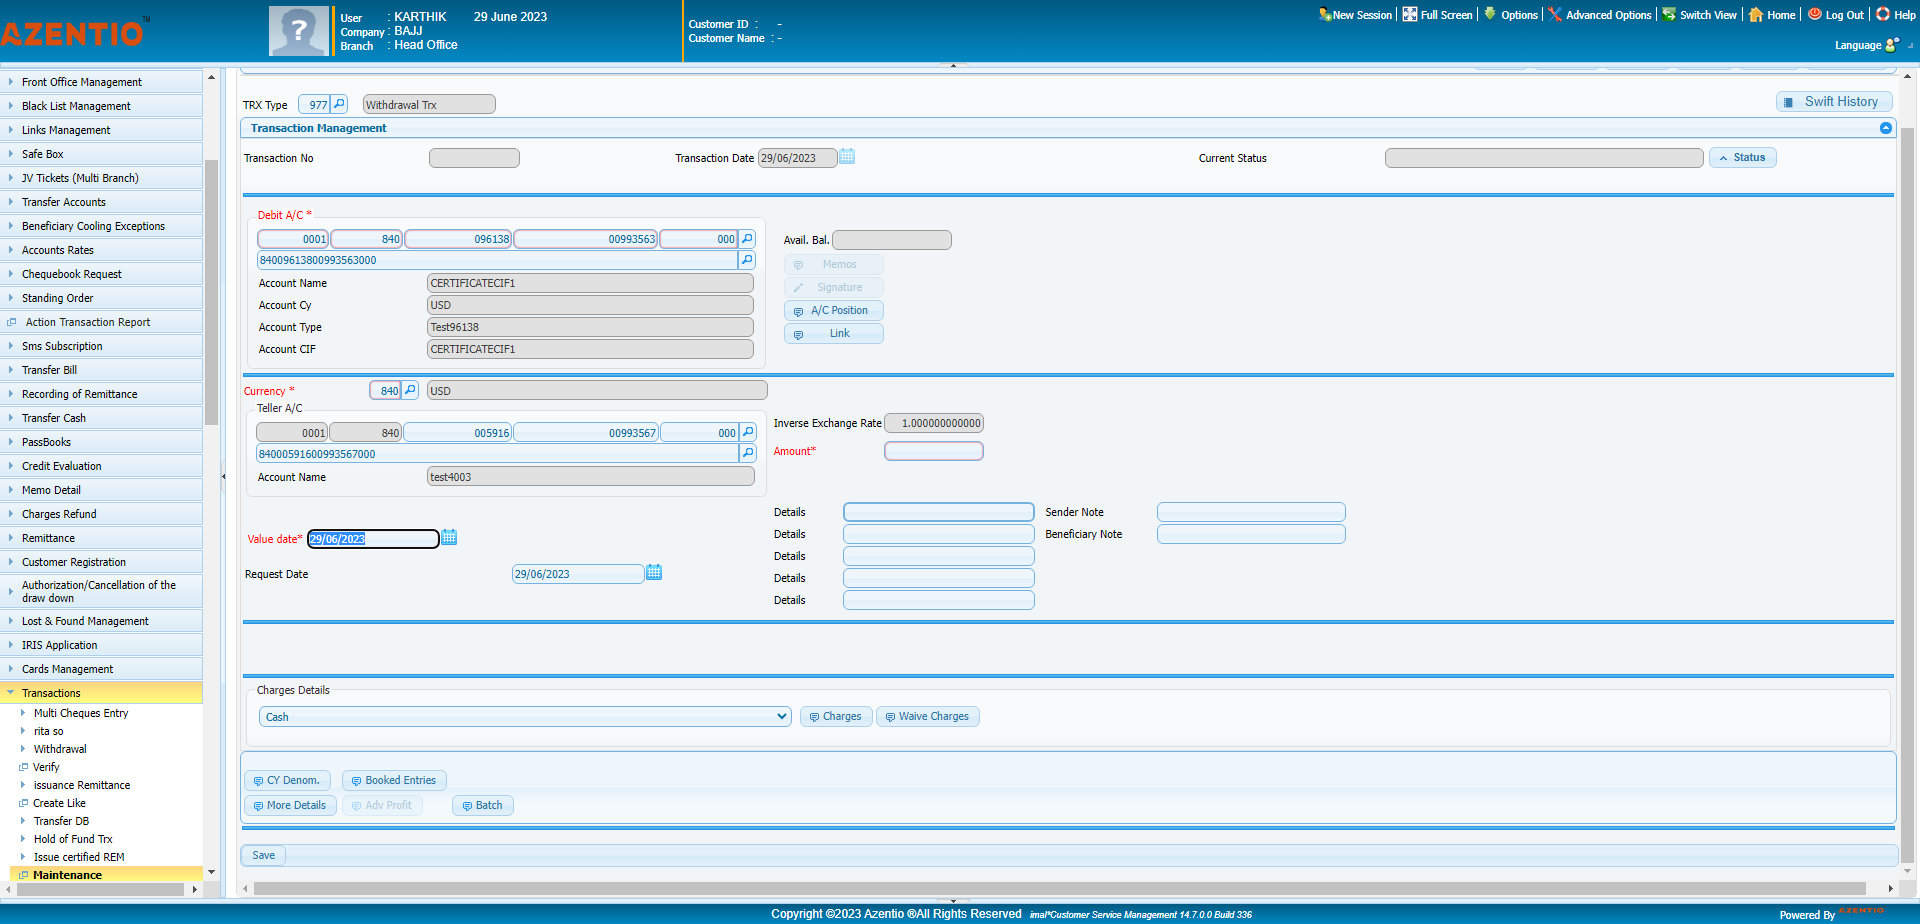 AZENTIO™
User : KARTHIK 29 June 2023
Company : BAJJ
Branch : Head Office
Customer ID : -
Customer Name : -
New Session | Full Screen | Options | Advanced Options | Switch View | Home | Log Out | Help
Language
Front Office Management
Black List Management
Links Management
Safe Box
JV Tickets (Multi Branch)
Transfer Accounts
Beneficiary Cooling Exceptions
Accounts Rates
Chequebook Request
Standing Order
Action Transaction Report
Sms Subscription
Transfer Bill
Recording of Remittance
Transfer Cash
PassBooks
Credit Evaluation
Memo Detail
Charges Refund
Remittance
Customer Registration
Authorization/Cancellation of the
draw down
Lost & Found Management
IRIS Application
Cards Management
Transactions
Multi Cheques Entry
rita so
Withdrawal
Verify
issuance Remittance
Create Like
Transfer DB
Hold of Fund Trx
Issue certified REM
Maintenance
TRX Type 977 Withdrawal Trx
Swift History
Transaction Management
Transaction No Transaction Date 29/06/2023 Current Status Status
Debit A/C *
0001 840 096138 00993563 000
84009613800993563000
Account Name CERTIFICATECIF1
Account Cy USD
Account Type Test96138
Account CIF CERTIFICATECIF1
Avail. Bal.
Memos
Signature
A/C Position
Link
Currency * 840 USD
Teller A/C
0001 840 005916 00993567 000
84000591600993567000
Account Name test4003
Inverse Exchange Rate 1.000000000000
Amount*
Value date* 29/06/2023
Request Date 29/06/2023
Details
Details
Details
Details
Details
Sender Note
Beneficiary Note
Charges Details
Cash Charges Waive Charges
CY Denom. Booked Entries
More Details Adv Profit Batch
Save
Copyright ©2023 Azentio ®All Rights Reserved imal*Customer Service Management 14.7.0.0 Build 336
Powered By AZENTIO